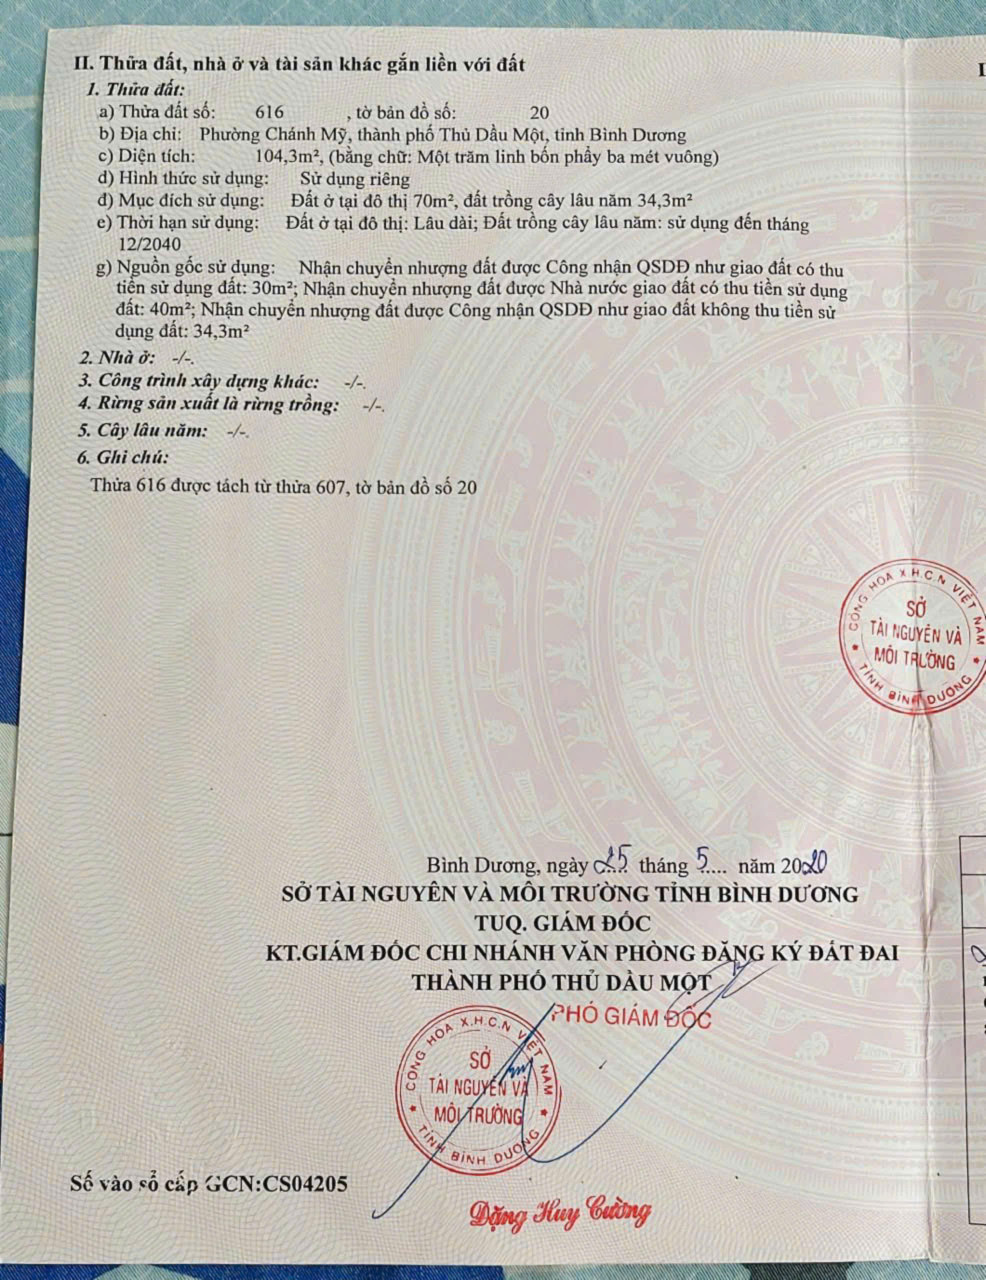 II. Thửa đất, nhà ở và tài sản khác gắn liền với đất
1. Thửa đất:
a) Thửa đất số: 616 , tờ bản đồ số: 20
b) Địa chỉ: Phường Chánh Mỹ, thành phố Thủ Dầu Một, tỉnh Bình Dương
c) Diện tích: 104,3m², (bằng chữ: Một trăm linh bốn phẩy ba mét vuông)
d) Hình thức sử dụng: Sử dụng riêng
đ) Mục đích sử dụng: Đất ở tại đô thị 70m², đất trồng cây lâu năm 34,3m²
e) Thời hạn sử dụng: Đất ở tại đô thị: Lâu dài; Đất trồng cây lâu năm: sử dụng đến tháng
12/2040
g) Nguồn gốc sử dụng: Nhận chuyển nhượng đất được Công nhận QSDĐ như giao đất có thu
tiền sử dụng đất: 30m²; Nhận chuyển nhượng đất được Nhà nước giao đất có thu tiền sử dụng
đất: 40m²; Nhận chuyển nhượng đất được Công nhận QSDĐ như giao đất không thu tiền sử
dụng đất: 34,3m²
2. Nhà ở: -/-.
3. Công trình xây dựng khác: -/-.
4. Rừng sản xuất là rừng trồng: -/-.
5. Cây lâu năm: -/-.
6. Ghi chú:
Thửa 616 được tách từ thửa 607, tờ bản đồ số 20
CỘNG HÒA X.H.C.N VIỆT NAM
SỞ
TÀI NGUYÊN VÀ
MÔI TRƯỜNG
TỈNH BÌNH DƯƠNG
Bình Dương, ngày 25 tháng 5 năm 2020
SỞ TÀI NGUYÊN VÀ MÔI TRƯỜNG TỈNH BÌNH DƯƠNG
TUQ. GIÁM ĐỐC
KT.GIÁM ĐỐC CHI NHÁNH VĂN PHÒNG ĐĂNG KÝ ĐẤT ĐAI
THÀNH PHỐ THỦ DẦU MỘT
PHÓ GIÁM ĐỐC
CỘNG HÒA X.H.C.N VIỆT NAM
SỞ
TÀI NGUYÊN VÀ
MÔI TRƯỜNG
TỈNH BÌNH DƯƠNG
Số vào sổ cấp GCN:CS04205
Đặng Huy Cường